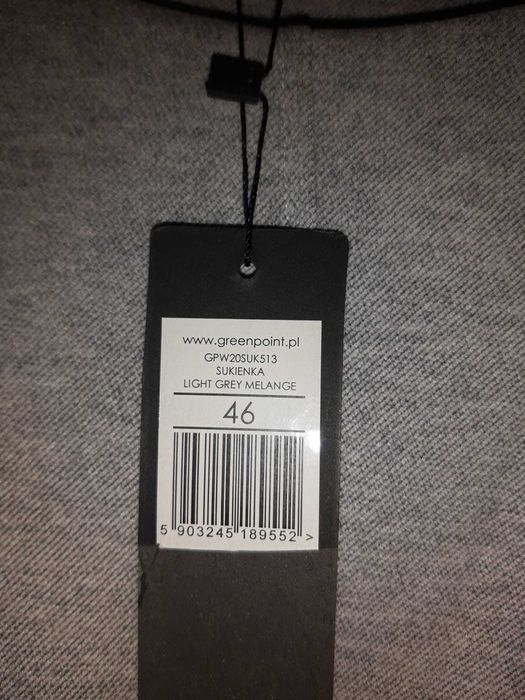 www.greenpoint.pl
GPW20SUK513
SUKIENKA
LIGHT GREY MELANGE
46
5 903245 189552 >